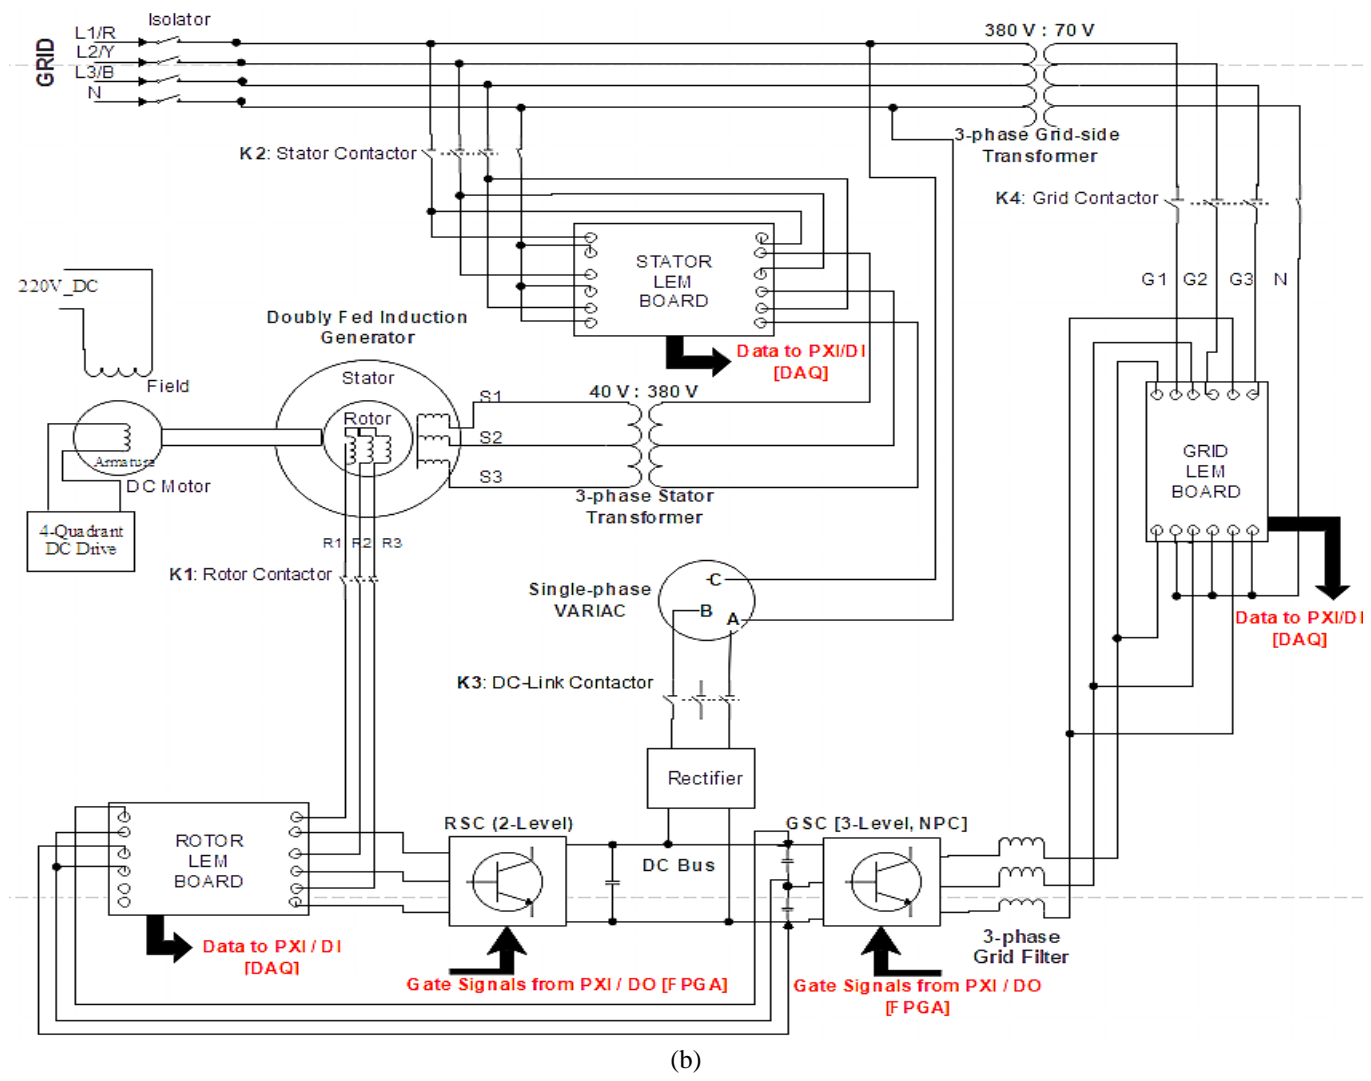 Isolator
GRID
L1/R
L2/Y
L3/B
N
380 V : 70 V
3-phase Grid-side
Transformer
K2: Stator Contactor
K4: Grid Contactor
STATOR
LEM
BOARD
G1
G2
G3
N
220V_DC
Field
Doubly Fed Induction
Generator
Data to PXI/DI
[DAQ]
Stator
Rotor
S1
S2
S3
40 V : 380 V
3-phase Stator
Transformer
Armature
DC Motor
4-Quadrant
DC Drive
GRID
LEM
BOARD
R1
R2
R3
K1: Rotor Contactor
Single-phase
VARIAC
C
B
A
Data to PXI/DI
[DAQ]
K3: DC-Link Contactor
Rectifier
ROTOR
LEM
BOARD
RSC (2-Level)
DC Bus
GSC [3-Level, NPC]
3-phase
Grid Filter
Data to PXI / DI
[DAQ]
Gate Signals from PXI / DO [FPGA]
Gate Signals from PXI / DO
[FPGA]
(b)